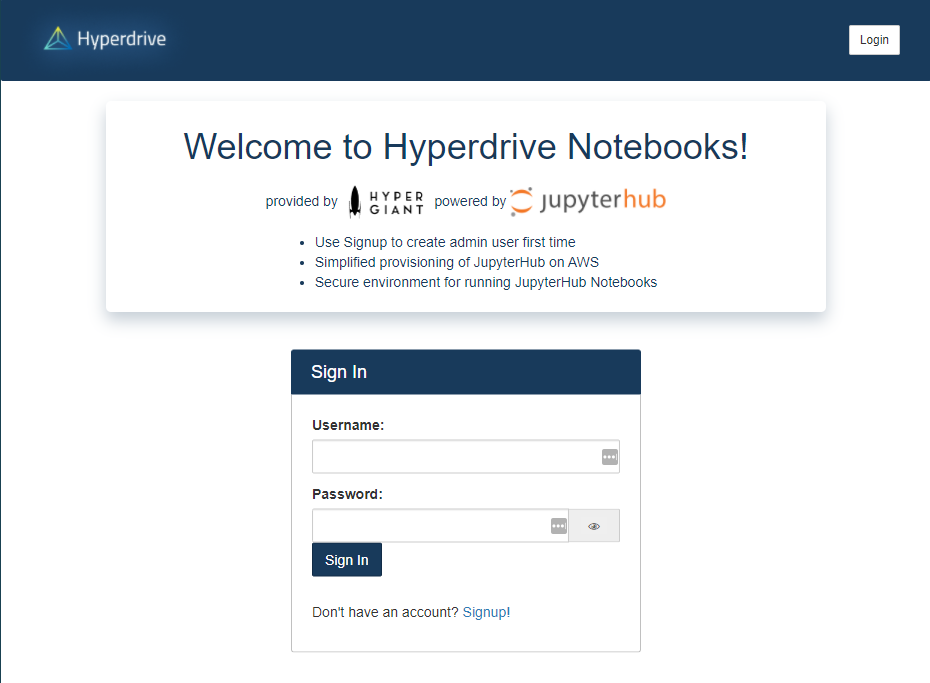 Hyperdrive
Login
Welcome to Hyperdrive Notebooks!
provided by HYPER GIANT powered by jupyterhub
Use Signup to create admin user first time
Simplified provisioning of JupyterHub on AWS
Secure environment for running JupyterHub Notebooks
Sign In
Username:
Password:
Sign In
Don't have an account? Signup!